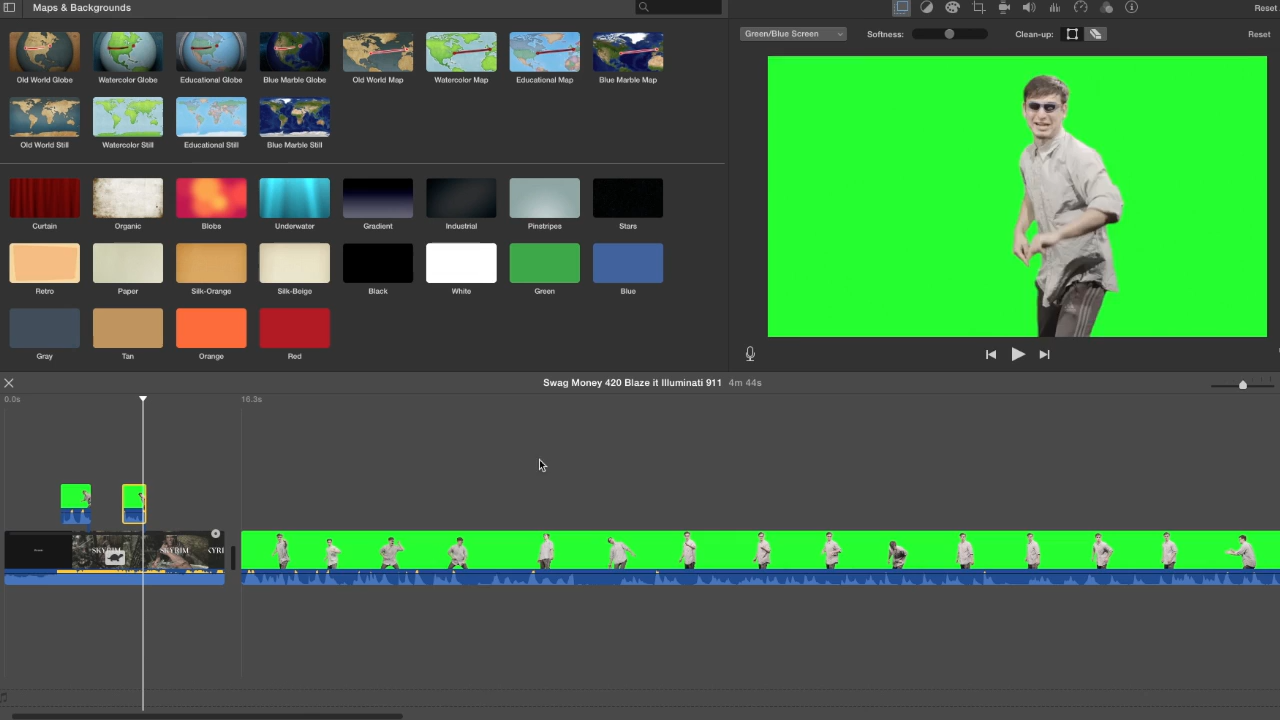 Maps & Backgrounds
Reset
Old World Globe Watercolor Globe Educational Globe Blue Marble Globe Old World Map Watercolor Map Educational Map Blue Marble Map
Old World Still Watercolor Still Educational Still Blue Marble Still
Curtain Organic Blobs Underwater Gradient Industrial Pinstripes Stars
Retro Paper Silk-Orange Silk-Beige Black White Green Blue
Gray Tan Orange Red
Green/Blue Screen Softness: Clean-up: Reset
Swag Money 420 Blaze it Illuminati 911 4m 44s
0.0s 16.3s
SKYRIM SKYRIM